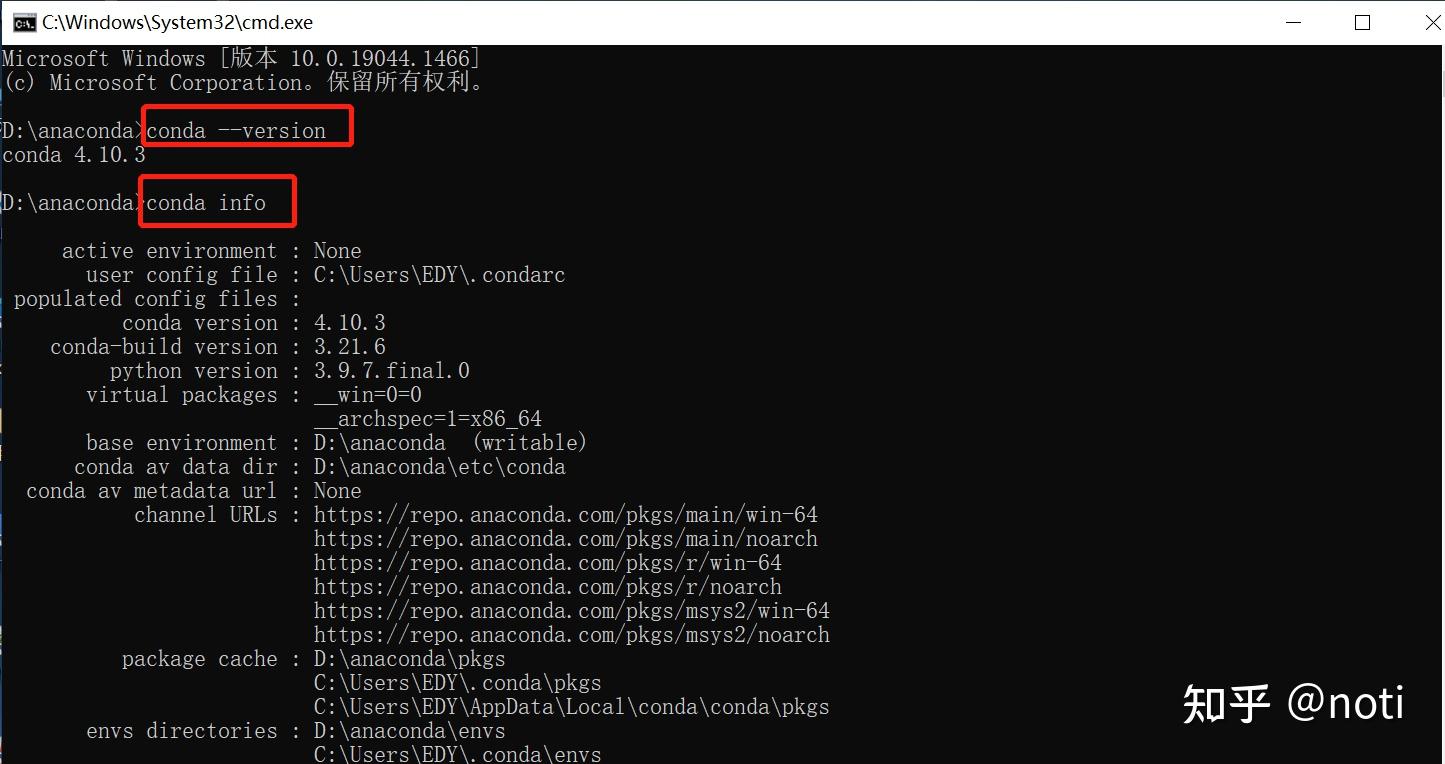 C:\Windows\System32\cmd.exe
Microsoft Windows [版本 10.0.19044.1466]
(c) Microsoft Corporation。保留所有权利。
D:\anaconda>conda --version
conda 4.10.3
D:\anaconda>conda info
active environment : None
user config file : C:\Users\EDY\.condarc
populated config files :
conda version : 4.10.3
conda-build version : 3.21.6
python version : 3.9.7.final.0
virtual packages : __win=0=0
__archspec=1=x86_64
base environment : D:\anaconda  (writable)
conda av data dir : D:\anaconda\etc\conda
conda av metadata url : None
channel URLs : https://repo.anaconda.com/pkgs/main/win-64
https://repo.anaconda.com/pkgs/main/noarch
https://repo.anaconda.com/pkgs/r/win-64
https://repo.anaconda.com/pkgs/r/noarch
https://repo.anaconda.com/pkgs/msys2/win-64
https://repo.anaconda.com/pkgs/msys2/noarch
package cache : D:\anaconda\pkgs
C:\Users\EDY\.conda\pkgs
C:\Users\EDY\AppData\Local\conda\conda\pkgs
envs directories : D:\anaconda\envs
C:\Users\EDY\.conda\envs
知乎 @noti